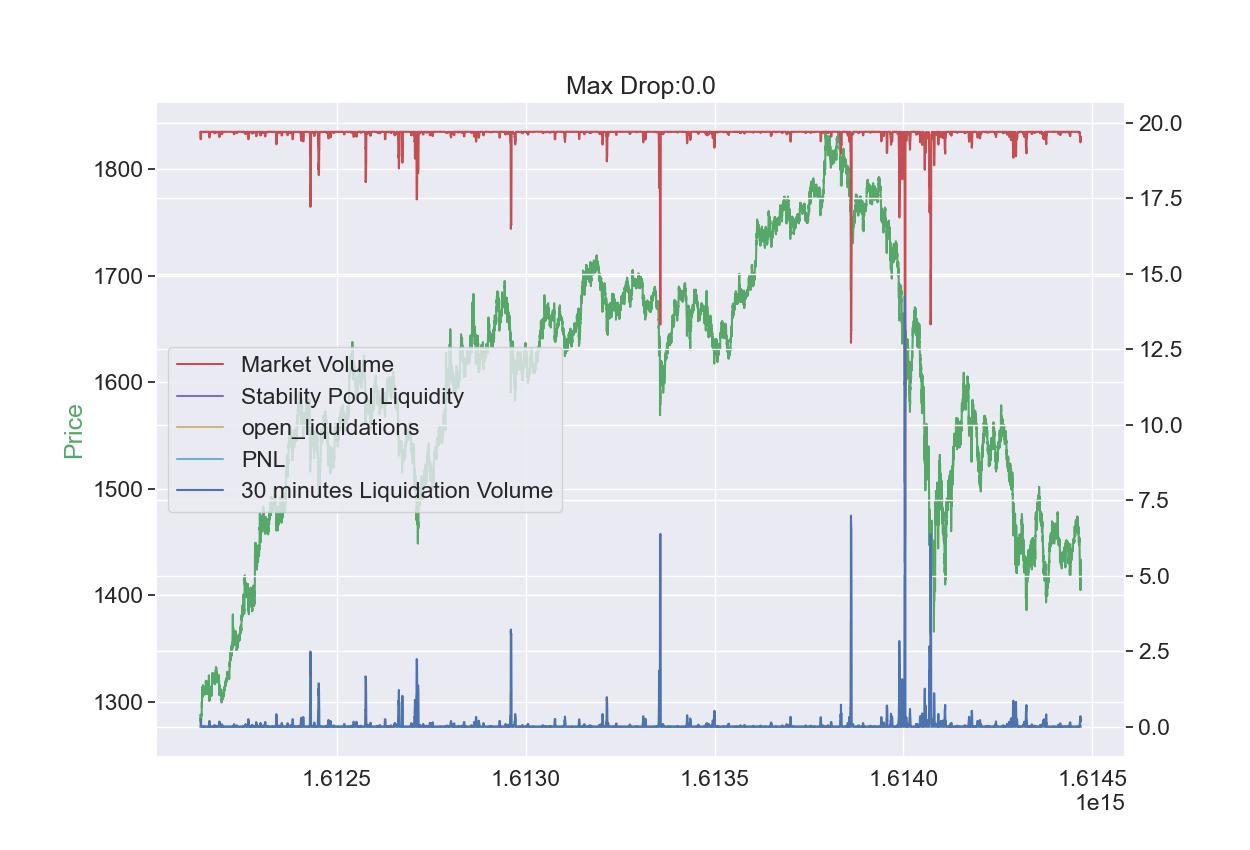 Max Drop:0.0
20.0
1800
17.5
1700
15.0
12.5
1600
10.0
1500
7.5
1400
5.0
2.5
1300
0.0
Price
Market Volume
Stability Pool Liquidity
open_liquidations
PNL
30 minutes Liquidation Volume
1.6125
1.6130
1.6135
1.6140
1.6145
1e15